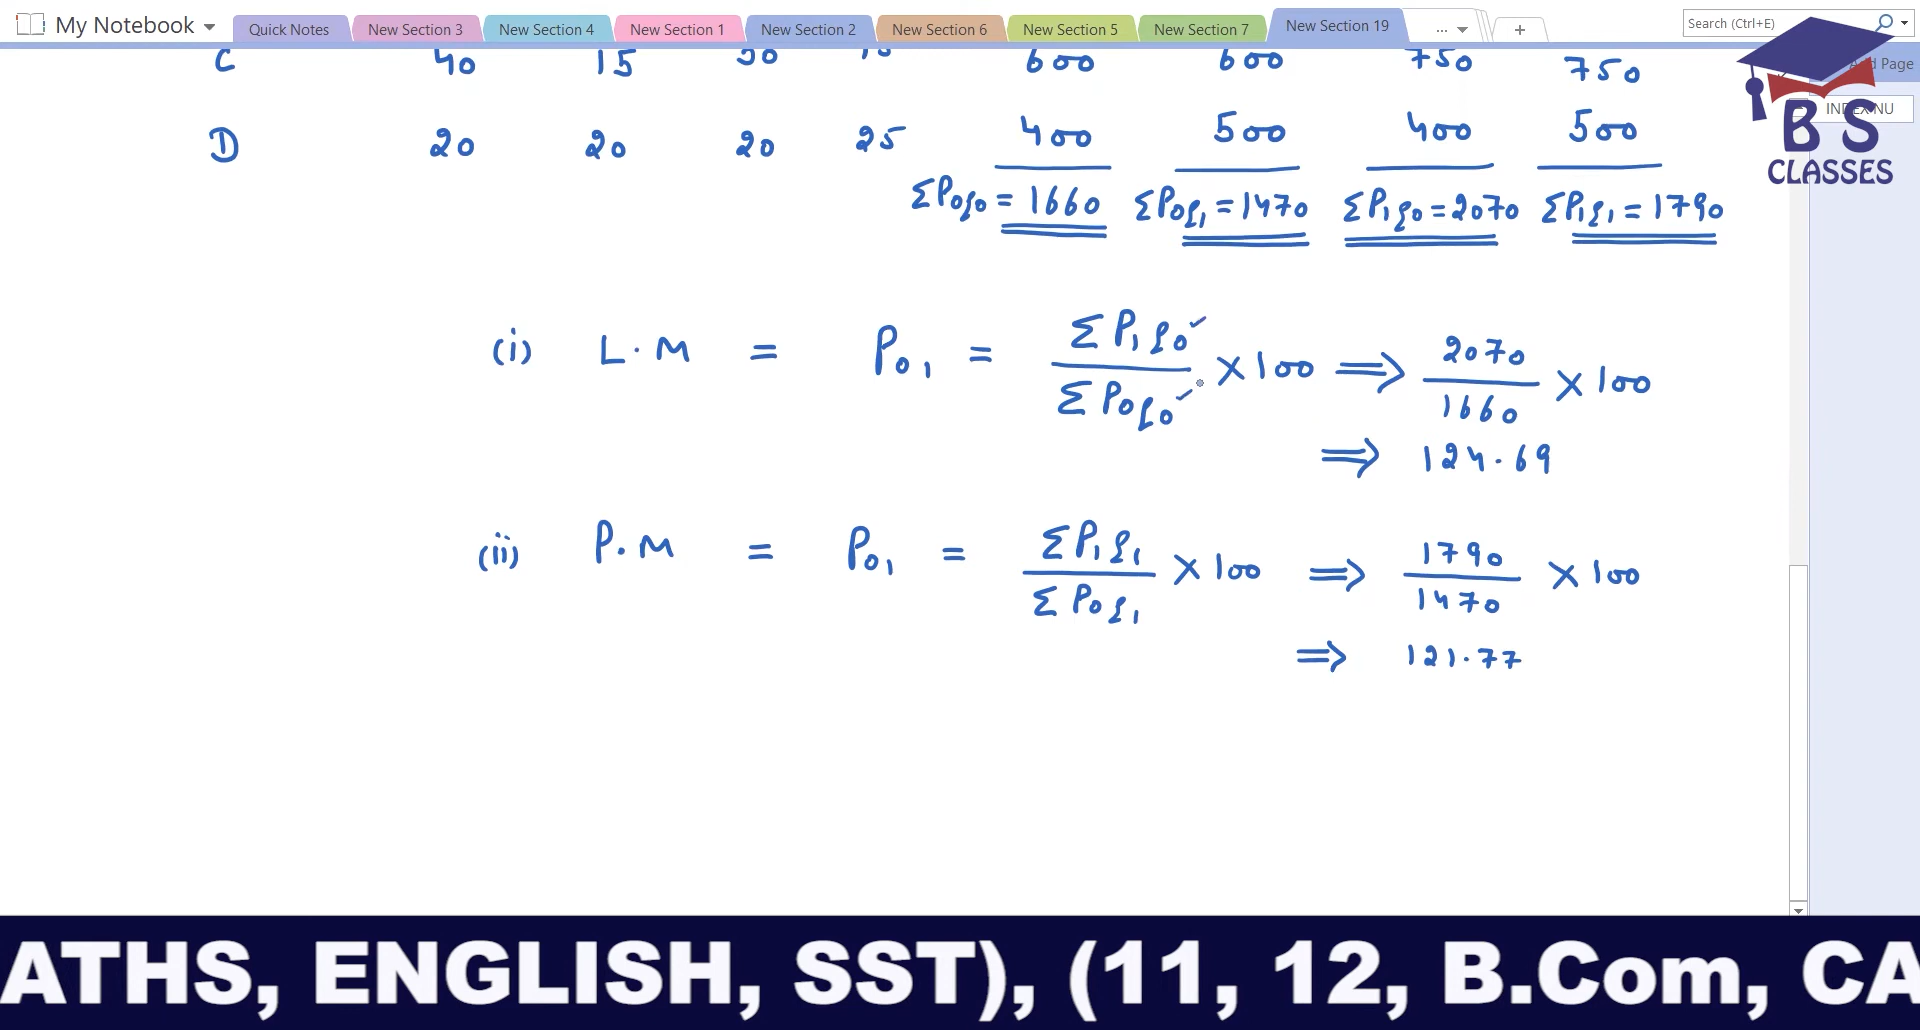 My Notebook Quick Notes New Section 3 New Section 4 New Section 1 New Section 2 New Section 6 New Section 5 New Section 7 New Section 19 ... + Search (Ctrl+E)
Page
INDEX NU
B S
CLASSES
C 40 15 30 600 600 750 750
D 20 20 20 25 400 500 400 500
ΣP₀q₀ = 1660 ΣP₀q₁ = 1470 ΣP₁q₀ = 2070 ΣP₁q₁ = 1790
(i) L.M = P₀₁ = ΣP₁q₀ / ΣP₀q₀ × 100 ⇒ 2070 / 1660 × 100
⇒ 124.69
(ii) P.M = P₀₁ = ΣP₁q₁ / ΣP₀q₁ × 100 ⇒ 1790 / 1470 × 100
⇒ 121.77
ATHS, ENGLISH, SST), (11, 12, B.Com, CA